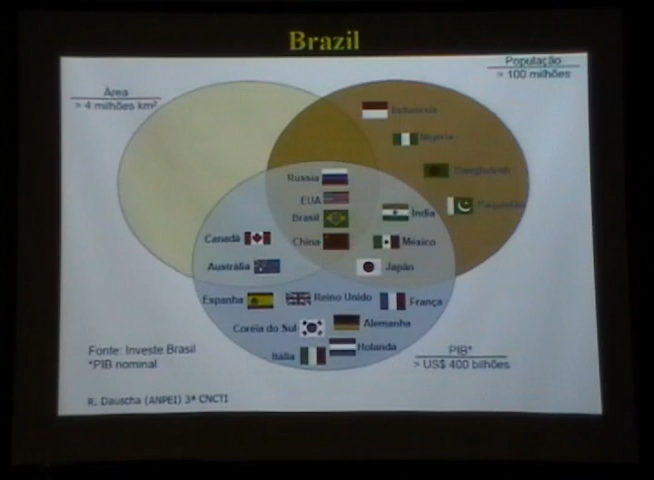 Brazil
População
> 100 milhões
Área
> 4 milhões km²
Indonésia
Nigéria
Bangladesh
Paquistão
Russia
EUA
Brasil
China
Índia
México
Japão
Canadá
Austrália
Espanha
Reino Unido
França
Coréia do Sul
Alemanha
Itália
Holanda
Fonte: Investe Brasil
*PIB nominal
PIB*
> US$ 400 bilhões
R. Dauscha (ANPEI) 3ª CNCTI